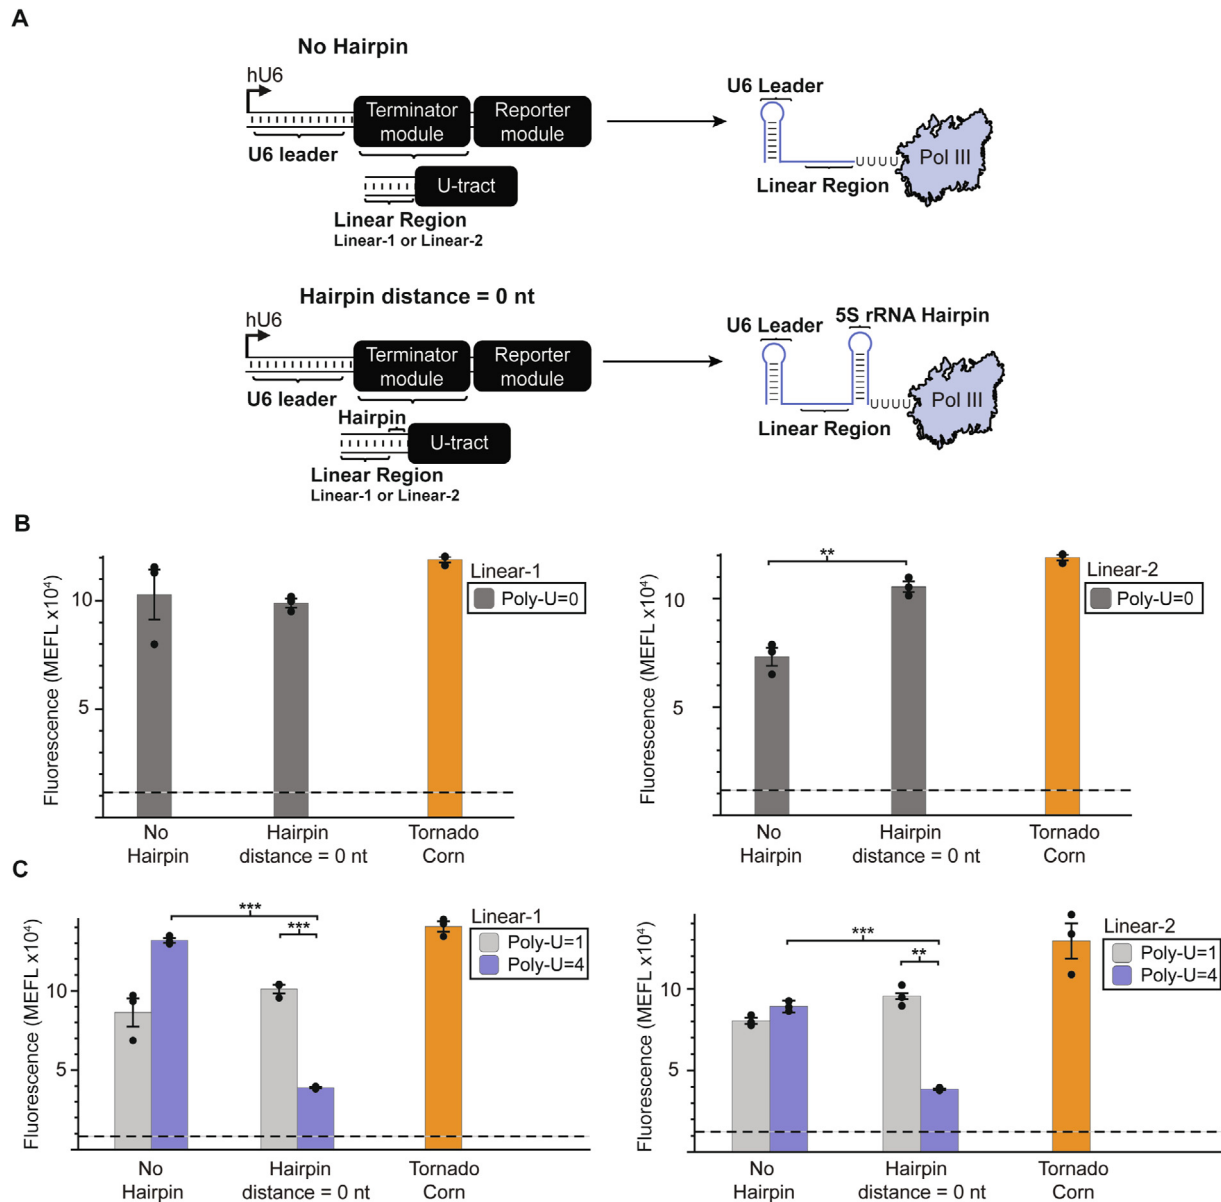 A
No Hairpin
hU6
Terminator module
Reporter module
U6 leader
U-tract
Linear Region
Linear-1 or Linear-2
U6 Leader
UUUU
Pol III
Linear Region
Hairpin distance = 0 nt
hU6
Terminator module
Reporter module
U6 leader
Hairpin
U-tract
Linear Region
Linear-1 or Linear-2
U6 Leader
5S rRNA Hairpin
UUUU
Pol III
Linear Region
B
Fluorescence (MEFL x10⁴)
10
5
Linear-1
Poly-U=0
No Hairpin
Hairpin distance = 0 nt
Tornado Corn
Fluorescence (MEFL x10⁴)
10
5
**
Linear-2
Poly-U=0
No Hairpin
Hairpin distance = 0 nt
Tornado Corn
C
Fluorescence (MEFL x10⁴)
10
5
***
***
Linear-1
Poly-U=1
Poly-U=4
No Hairpin
Hairpin distance = 0 nt
Tornado Corn
Fluorescence (MEFL x10⁴)
10
5
***
**
Linear-2
Poly-U=1
Poly-U=4
No Hairpin
Hairpin distance = 0 nt
Tornado Corn